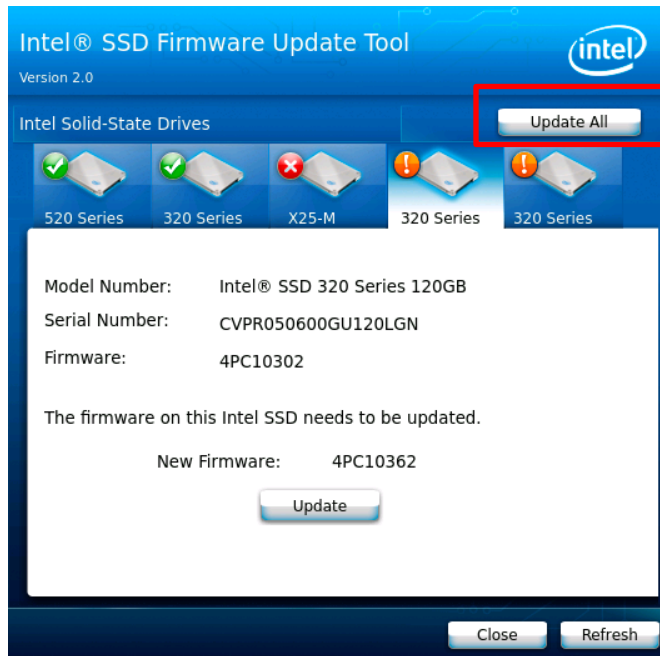 Intel® SSD Firmware Update Tool
Version 2.0
intel
Intel Solid-State Drives
Update All
520 Series
320 Series
X25-M
320 Series
320 Series
Model Number: Intel® SSD 320 Series 120GB
Serial Number: CVPR050600GU120LGN
Firmware: 4PC10302
The firmware on this Intel SSD needs to be updated.
New Firmware: 4PC10362
Update
Close
Refresh